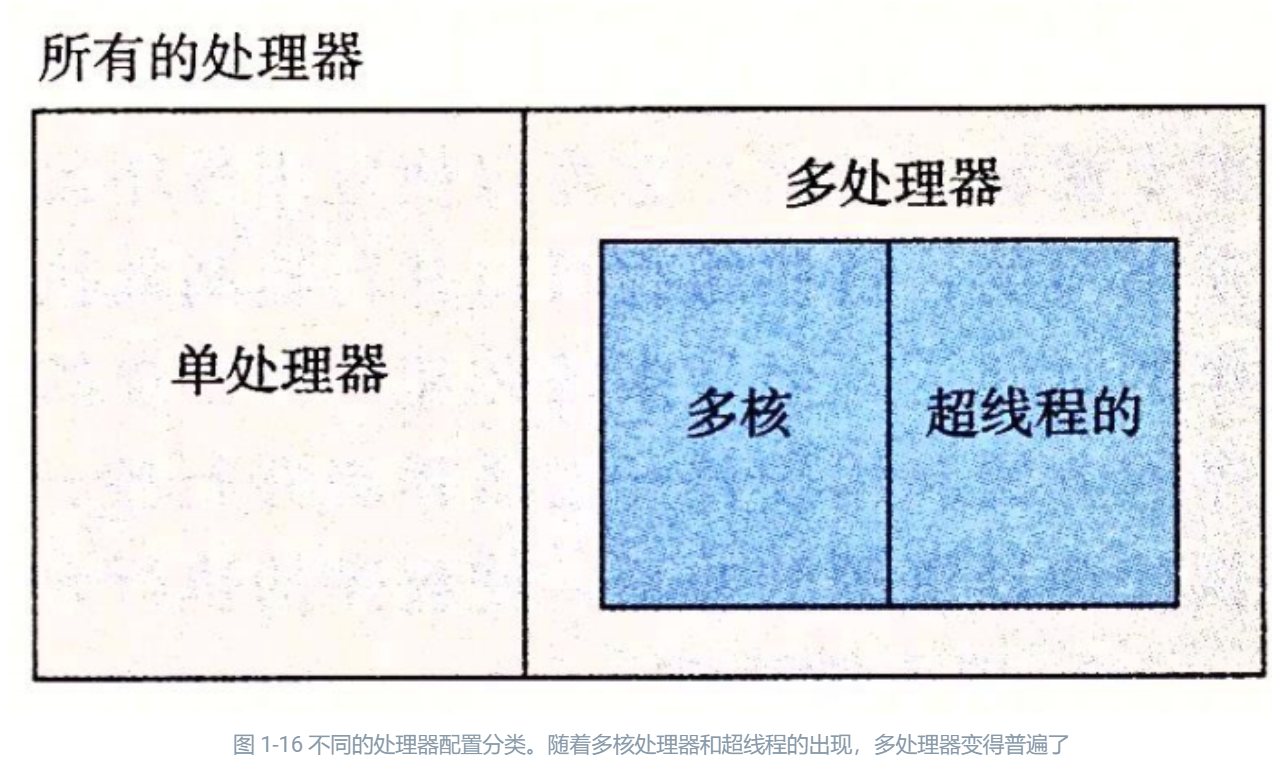 所有的处理器
多处理器
单处理器
多核
超线程的
图 1-16 不同的处理器配置分类。随着多核处理器和超线程的出现，多处理器变得普遍了